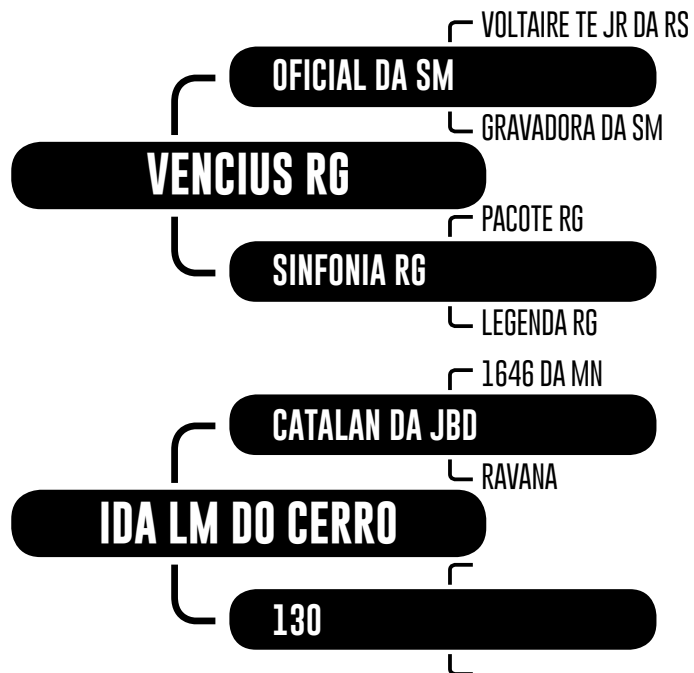 VOLTAIRE TE JR DA RS
OFICIAL DA SM
GRAVADORA DA SM
VENCIUS RG
PACOTE RG
SINFONIA RG
LEGENDA RG
1646 DA MN
CATALAN DA JBD
RAVANA
IDA LM DO CERRO
130